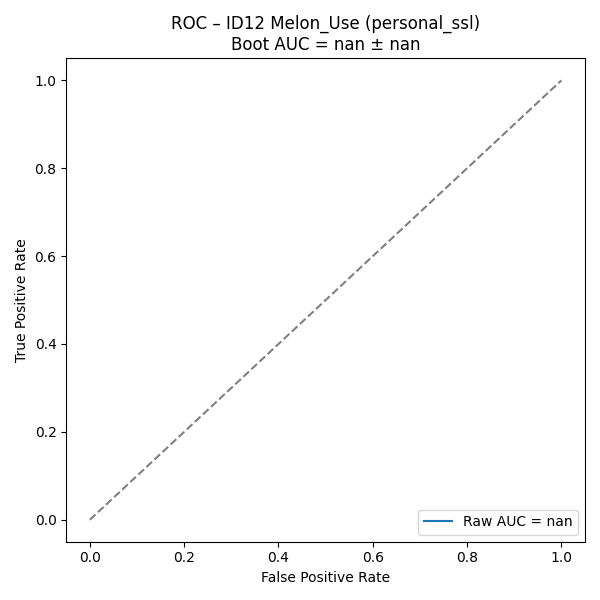 ROC – ID12 Melon_Use (personal_ssl)
Boot AUC = nan ± nan
True Positive Rate
1.0
0.8
0.6
0.4
0.2
0.0
Raw AUC = nan
0.0 0.2 0.4 0.6 0.8 1.0
False Positive Rate